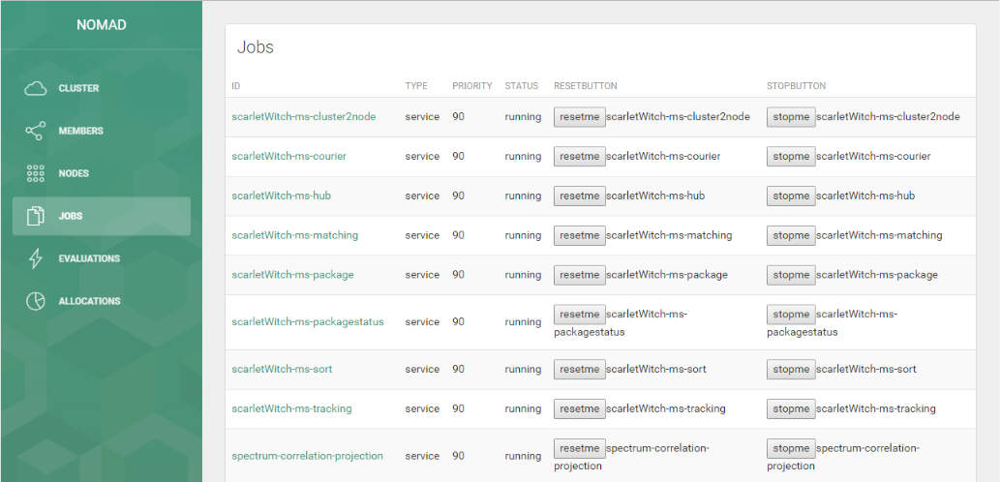 NOMAD
CLUSTER
MEMBERS
NODES
JOBS
EVALUATIONS
ALLOCATIONS
Jobs
ID TYPE PRIORITY STATUS RESETBUTTON STOPBUTTON
scarletWitch-ms-cluster2node service 90 running resetme scarletWitch-ms-cluster2node stopme scarletWitch-ms-cluster2node
scarletWitch-ms-courier service 90 running resetme scarletWitch-ms-courier stopme scarletWitch-ms-courier
scarletWitch-ms-hub service 90 running resetme scarletWitch-ms-hub stopme scarletWitch-ms-hub
scarletWitch-ms-matching service 90 running resetme scarletWitch-ms-matching stopme scarletWitch-ms-matching
scarletWitch-ms-package service 90 running resetme scarletWitch-ms-package stopme scarletWitch-ms-package
scarletWitch-ms-packagestatus service 90 running resetme scarletWitch-ms- stopme scarletWitch-ms-
packagestatus packagestatus
scarletWitch-ms-sort service 90 running resetme scarletWitch-ms-sort stopme scarletWitch-ms-sort
scarletWitch-ms-tracking service 90 running resetme scarletWitch-ms-tracking stopme scarletWitch-ms-tracking
spectrum-correlation-projection service 90 running resetme spectrum-correlation- stopme spectrum-correlation-
projection projection